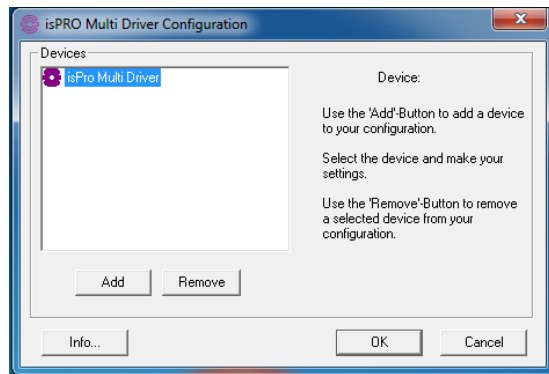 isPRO Multi Driver Configuration
Devices
isPro Multi Driver
Device:
Use the 'Add'-Button to add a device
to your configuration.
Select the device and make your
settings.
Use the 'Remove'-Button to remove
a selected device from your
configuration.
Add
Remove
Info...
OK
Cancel